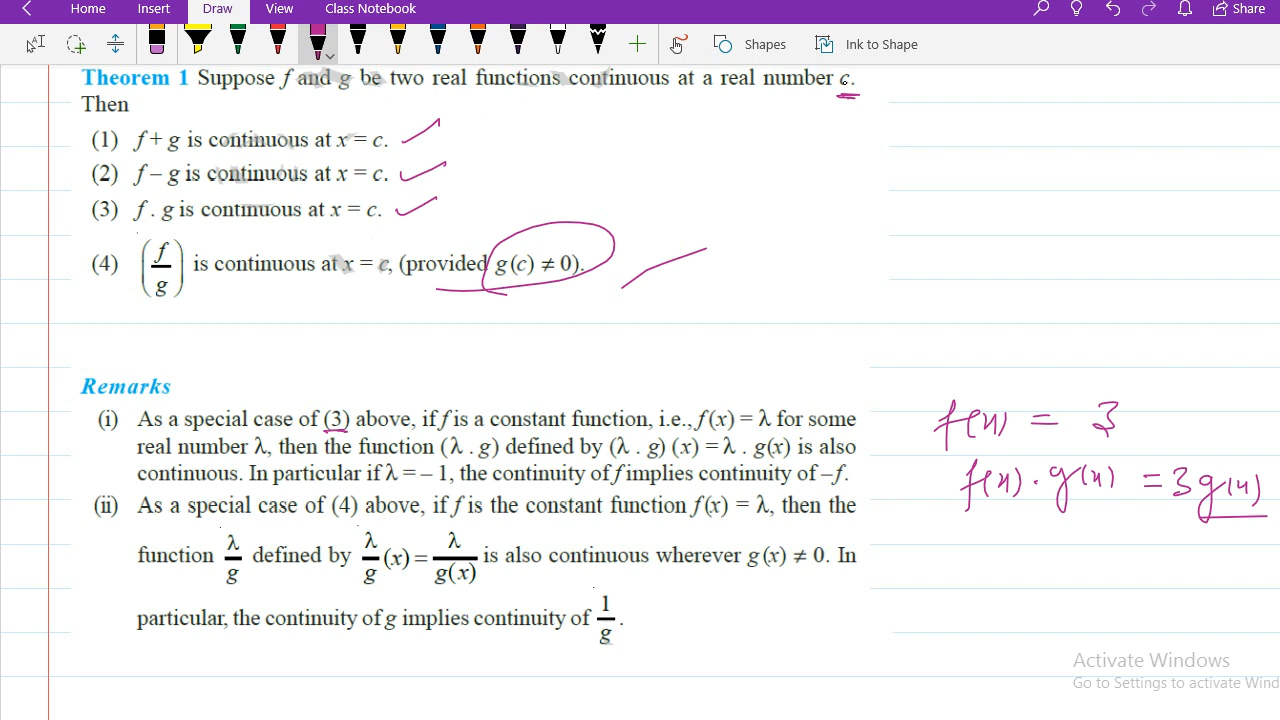 Home Insert Draw View Class Notebook Share
Shapes Ink to Shape
Theorem 1 Suppose f and g be two real functions continuous at a real number c.
Then
(1) f + g is continuous at x = c.
(2) f – g is continuous at x = c.
(3) f . g is continuous at x = c.
(4) (f/g) is continuous at x = c, (provided g(c) ≠ 0).
Remarks
(i) As a special case of (3) above, if f is a constant function, i.e., f(x) = λ for some
real number λ, then the function (λ . g) defined by (λ . g) (x) = λ . g(x) is also
continuous. In particular if λ = – 1, the continuity of f implies continuity of –f.
(ii) As a special case of (4) above, if f is the constant function f(x) = λ, then the
function λ/g defined by λ/g (x) = λ/g(x) is also continuous wherever g(x) ≠ 0. In
particular, the continuity of g implies continuity of 1/g .
f(x) = 3
f(x) . g(x) = 3 g(x)
Activate Windows
Go to Settings to activate Wind